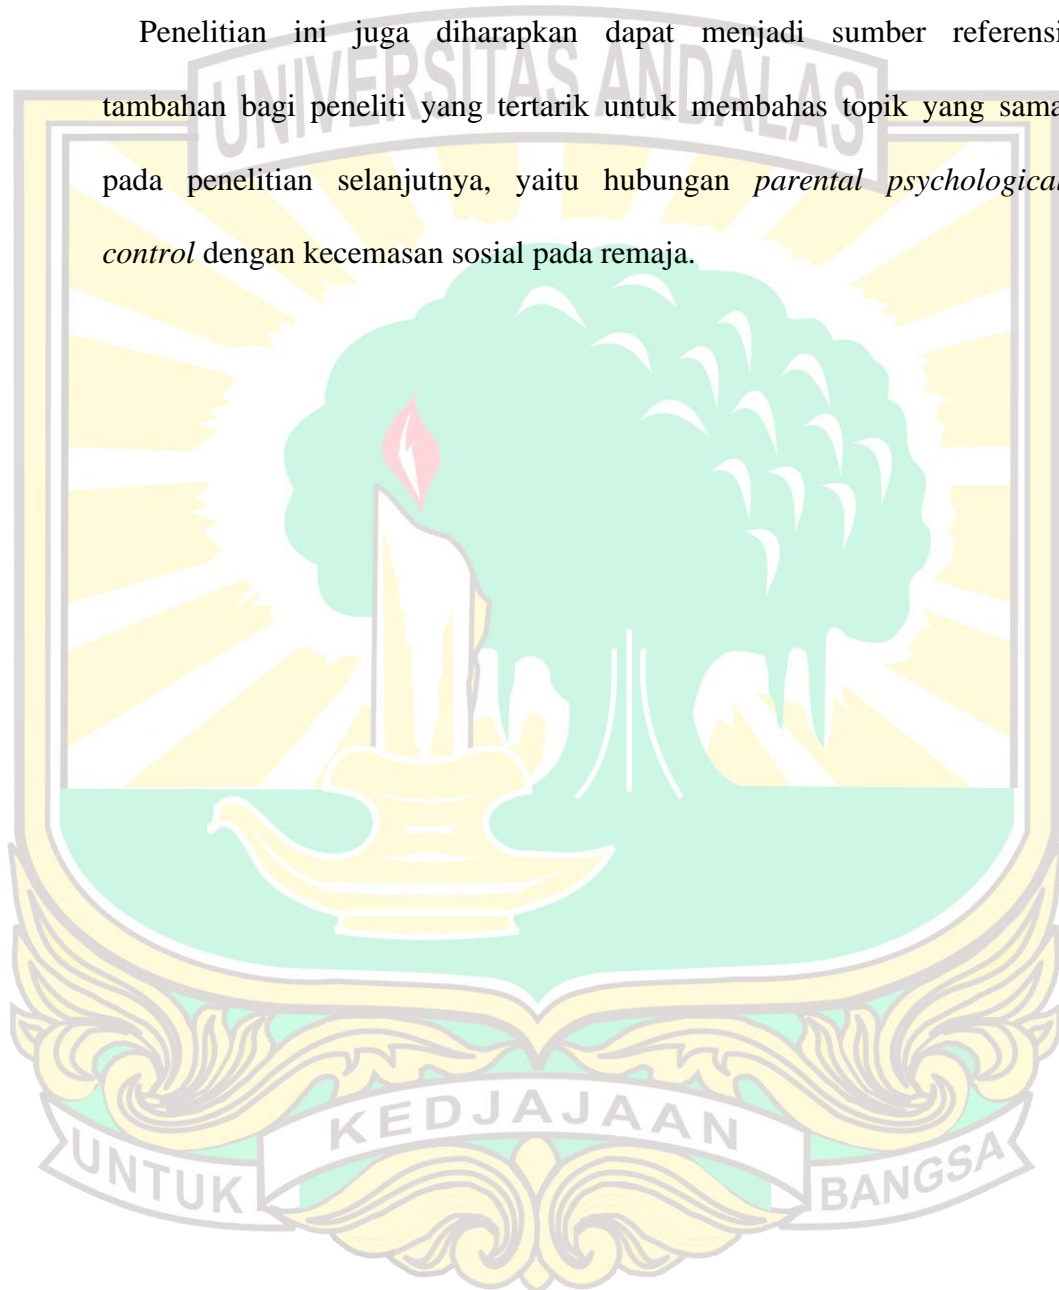 Penelitian ini juga diharapkan dapat menjadi sumber referensi
UNIVERSITAS ANDALAS
tambahan bagi peneliti yang tertarik untuk membahas topik yang sama
pada penelitian selanjutnya, yaitu hubungan parental psychological
control dengan kecemasan sosial pada remaja.
UNTUK KEDJAJAAN BANGSA